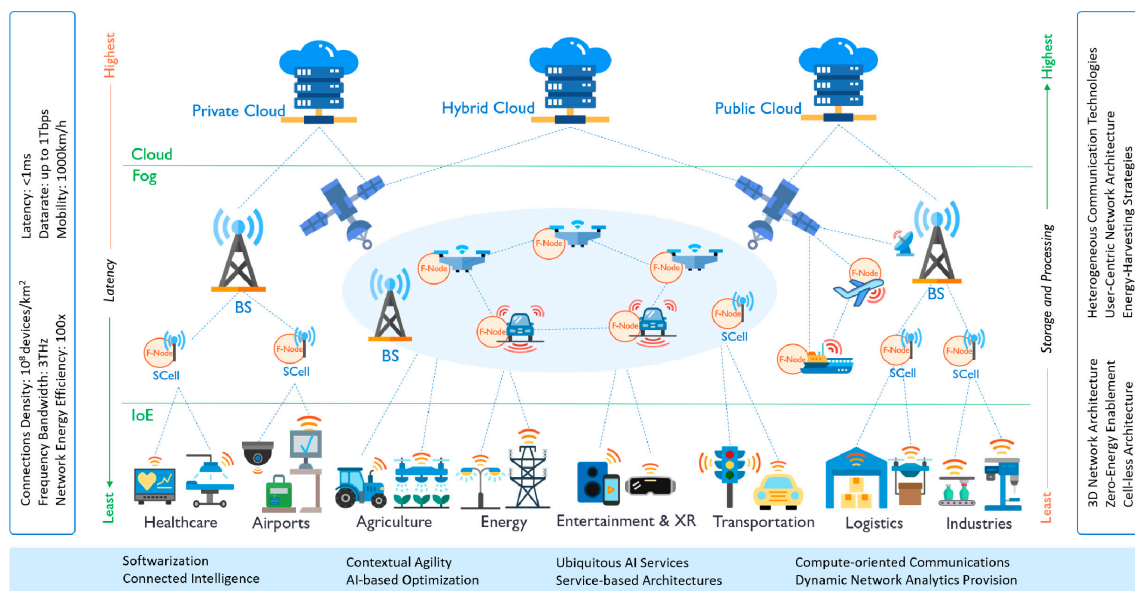 Highest
Latency
Least
Latency: <1ms
Datarate: up to 1Tbps
Mobility: 1000km/h
Connections Density: 10⁸ devices/km²
Frequency Bandwidth: 3THz
Network Energy Efficiency: 100x
Private Cloud
Hybrid Cloud
Public Cloud
Cloud
Fog
BS
F-Node
SCell
F-Node
SCell
BS
F-Node
F-Node
F-Node
F-Node
F-Node
F-Node
SCell
F-Node
F-Node
BS
F-Node
SCell
F-Node
SCell
IoE
Healthcare
Airports
Agriculture
Energy
Entertainment & XR
Transportation
Logistics
Industries
Highest
Storage and Processing
Least
Heterogeneous Communication Technologies
User-Centric Network Architecture
Energy-Harvesting Strategies
3D Network Architecture
Zero-Energy Enablement
Cell-less Architecture
Softwarization
Connected Intelligence
Contextual Agility
AI-based Optimization
Ubiquitous AI Services
Service-based Architectures
Compute-oriented Communications
Dynamic Network Analytics Provision